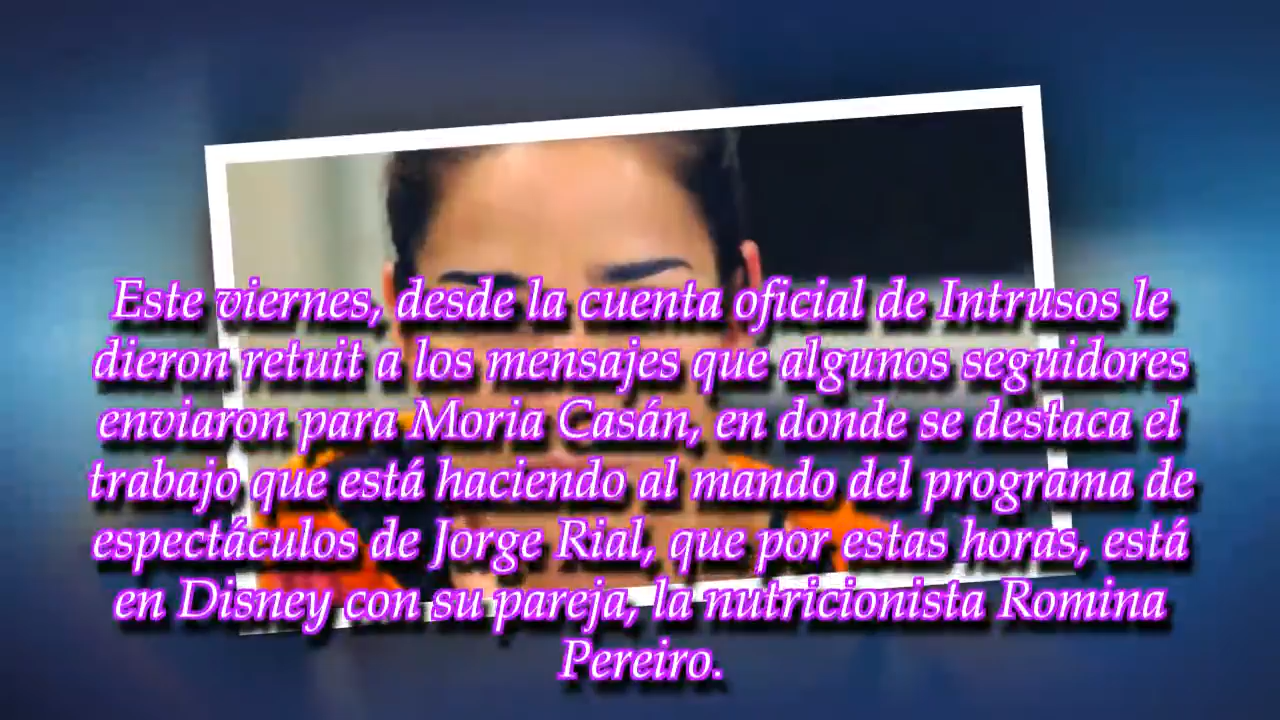 Este viernes, desde la cuenta oficial de Intrusos le
dieron retuit a los mensajes que algunos seguidores
enviaron para Moria Casán, en donde se destaca el
trabajo que está haciendo al mando del programa de
espectáculos de Jorge Rial, que por estas horas, está
en Disney con su pareja, la nutricionista Romina
Pereiro.